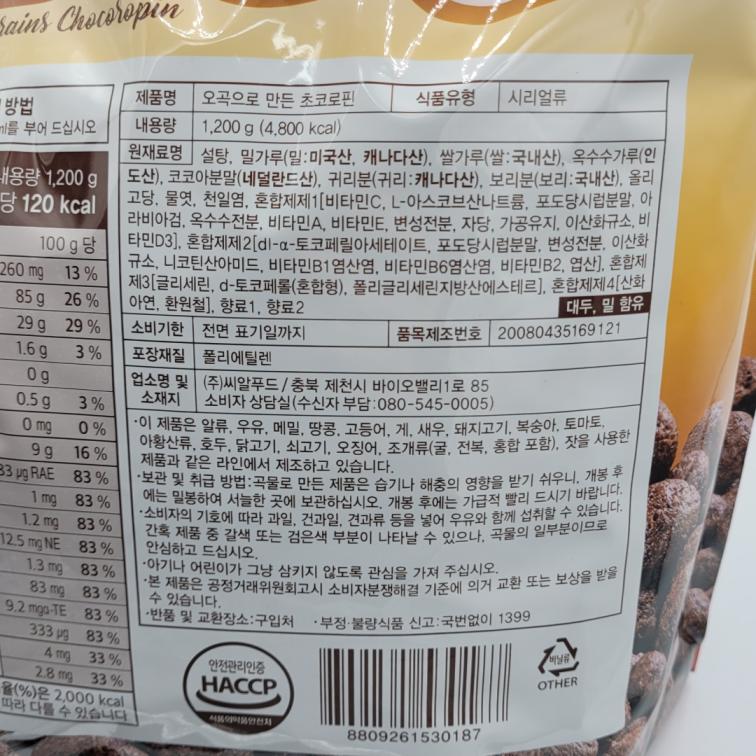 rains Chocoropin
방법
ml를 부어 드십시오
내용량 1,200 g
당 120 kcal
100 g 당
260 mg 13 %
85 g 26 %
29 g 29 %
1.6 g 3 %
0 g
0.5 g 3 %
0 mg 0 %
9 g 16 %
83 µg RAE 83 %
1 mg 83 %
1.2 mg 83 %
12.5 mg NE 83 %
1.3 mg 83 %
83 mg 83 %
9.2 mgα-TE 83 %
333 µg 83 %
4 mg 33 %
2.8 mg 33 %
율(%)은 2,000 kcal
따라 다를 수 있습니다
제품명 오곡으로 만든 초코로핀 식품유형 시리얼류
내용량 1,200 g (4,800 kcal)
원재료명 설탕, 밀가루(밀:미국산, 캐나다산), 쌀가루(쌀:국내산), 옥수수가루(인
도산), 코코아분말(네덜란드산), 귀리분(귀리:캐나다산), 보리분(보리:국내산), 올리
고당, 물엿, 천일염, 혼합제제1[비타민C, L-아스코브산나트륨, 포도당시럽분말, 아
라비아검, 옥수수전분, 비타민A, 비타민E, 변성전분, 자당, 가공유지, 이산화규소, 비
타민D3], 혼합제제2[dl-α-토코페릴아세테이트, 포도당시럽분말, 변성전분, 이산화
규소, 니코틴산아미드, 비타민B1염산염, 비타민B6염산염, 비타민B2, 엽산], 혼합제
제3[글리세린, d-토코페롤(혼합형), 폴리글리세린지방산에스테르], 혼합제제4[산화
아연, 환원철], 향료1, 향료2
대두, 밀 함유
소비기한 전면 표기일까지 품목제조번호 20080435169121
포장재질 폴리에틸렌
업소명 및 소재지 (주)씨알푸드/충북 제천시 바이오밸리1로 85
소비자 상담실(수신자 부담:080-545-0005)
·이 제품은 알류, 우유, 메밀, 땅콩, 고등어, 게, 새우, 돼지고기, 복숭아, 토마토,
아황산류, 호두, 닭고기, 쇠고기, 오징어, 조개류(굴, 전복, 홍합 포함), 잣을 사용한
제품과 같은 라인에서 제조하고 있습니다.
·보관 및 취급 방법:곡물로 만든 제품은 습기나 해충의 영향을 받기 쉬우니, 개봉 후
에는 밀봉하여 서늘한 곳에 보관하십시오. 개봉 후에는 가급적 빨리 드시기 바랍니다.
·소비자의 기호에 따라 과일, 건과일, 견과류 등을 넣어 우유와 함께 섭취할 수 있습니다.
간혹 제품 중 갈색 또는 검은색 부분이 나타날 수 있으나, 곡물의 일부분이므로
안심하고 드십시오.
·아기나 어린이가 그냥 삼키지 않도록 관심을 가져 주십시오.
·본 제품은 공정거래위원회고시 소비자분쟁해결 기준에 의거 교환 또는 보상을 받을
수 있습니다.
·반품 및 교환장소:구입처 ·부정·불량식품 신고:국번없이 1399
안전관리인증
HACCP
식품의약품안전처
8809261530187
비닐류
OTHER